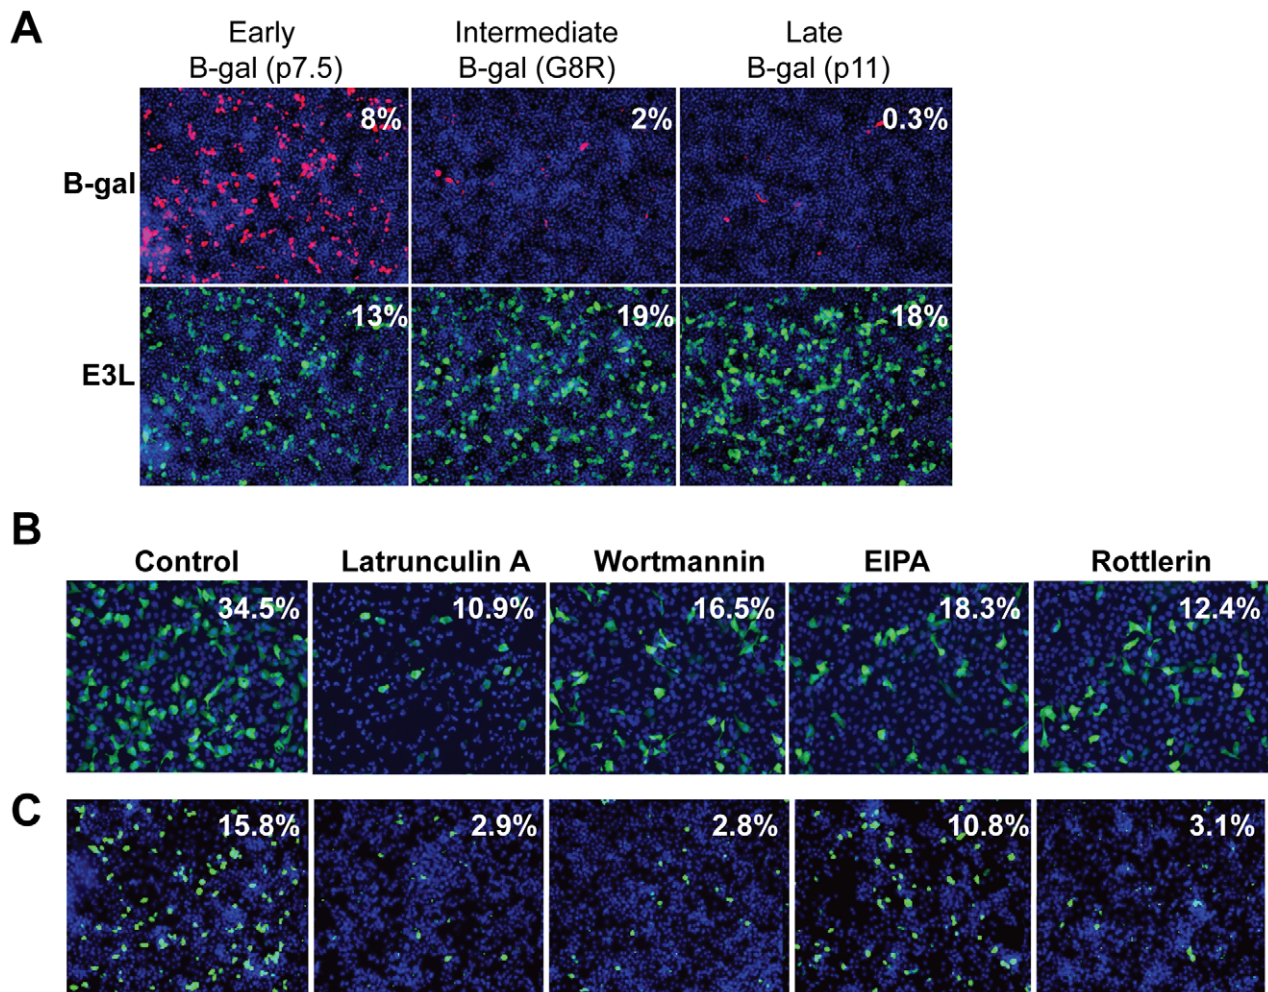 A
Early
B-gal (p7.5)
Intermediate
B-gal (G8R)
Late
B-gal (p11)
B-gal
8%
2%
0.3%
E3L
13%
19%
18%
B
Control
Latrunculin A
Wortmannin
EIPA
Rottlerin
34.5%
10.9%
16.5%
18.3%
12.4%
C
15.8%
2.9%
2.8%
10.8%
3.1%